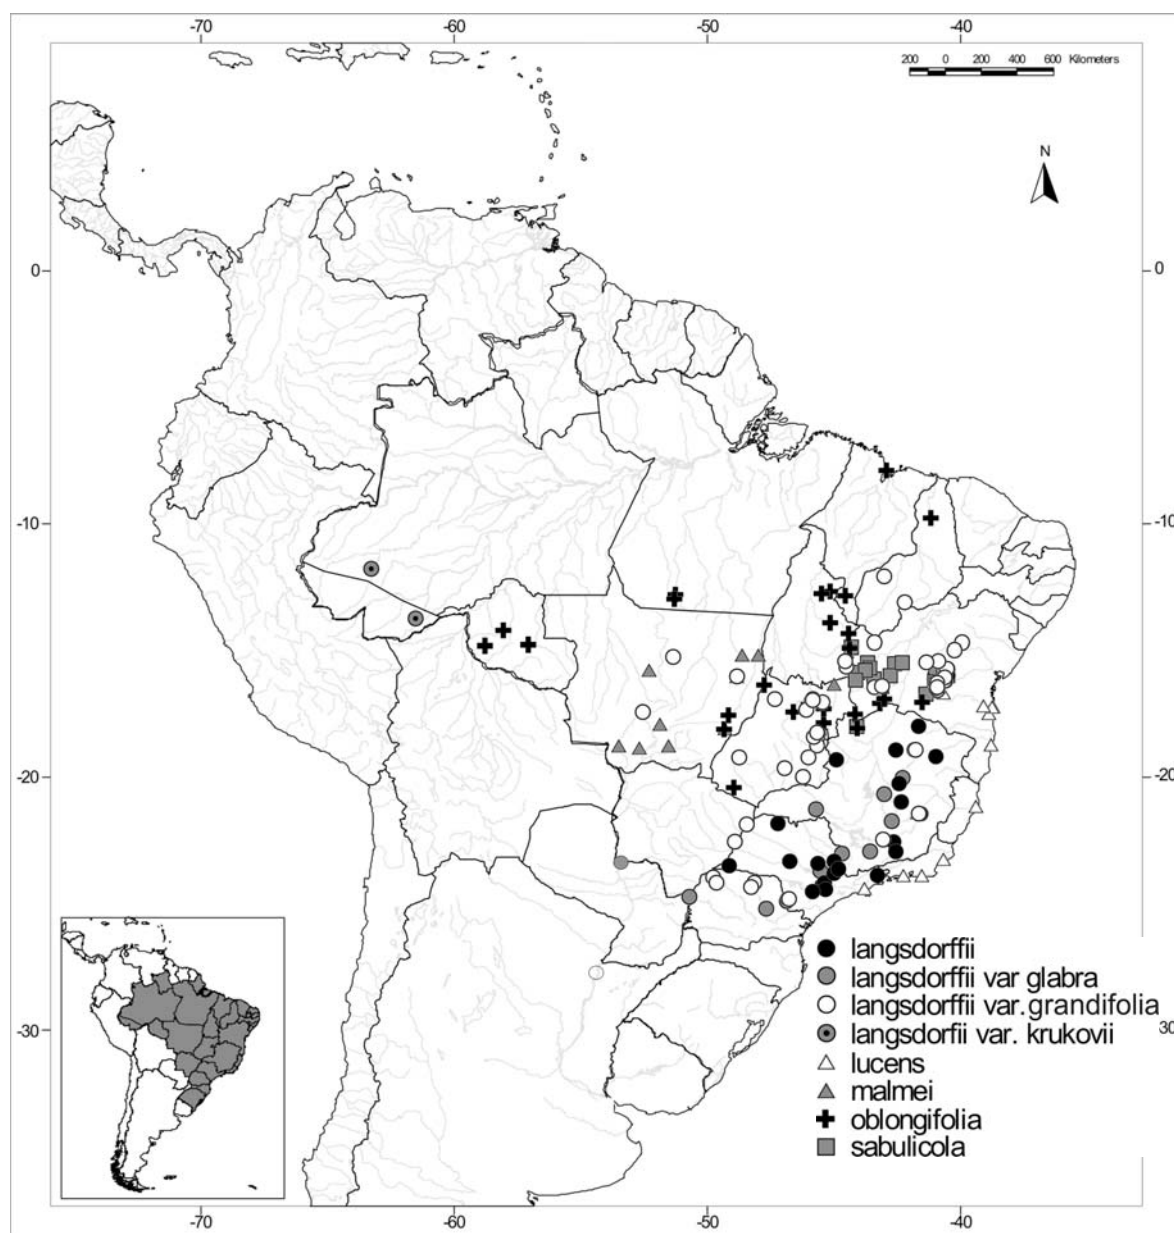 -70 -60 -50 -40
200 0 200 400 600 Kilometers
N
0 0
-10 -10
-20 -20
-30 30
langsdorffii
langsdorffii var glabra
langsdorffii var. grandifolia
langsdorfii var. krukovii
lucens
malmei
oblongifolia
sabulicola
-70 -60 -50 -40